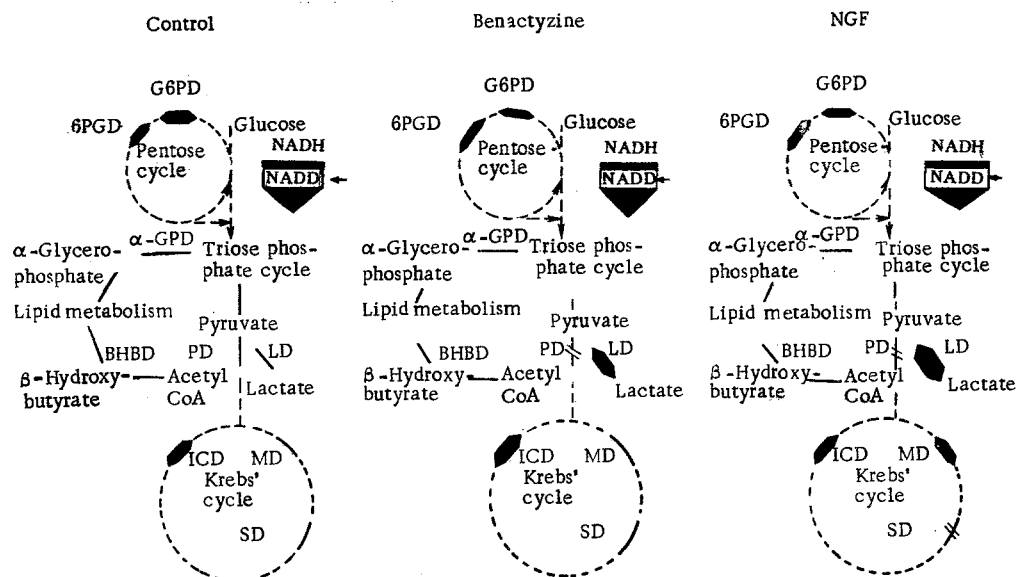 Control
G6PD
6PGD
Glucose
Pentose
cycle
NADH
NADD
α-GPD
α-Glycero-
phosphate
Triose phos-
phate cycle
Lipid metabolism
Pyruvate
BHBD
PD
LD
β-Hydroxy-
butyrate
Acetyl
CoA
Lactate
ICD
MD
Krebs'
cycle
SD
Benactyzine
G6PD
6PGD
Glucose
Pentose
cycle
NADH
NADD
α-GPD
α-Glycero-
phosphate
Triose phos-
phate cycle
Lipid metabolism
Pyruvate
BHBD
PD
LD
β-Hydroxy-
butyrate
Acetyl
CoA
Lactate
ICD
MD
Krebs'
cycle
SD
NGF
G6PD
6PGD
Glucose
Pentose
cycle
NADH
NADD
α-GPD
α-Glycero-
phosphate
Triose phos-
phate cycle
Lipid metabolism
Pyruvate
BHBD
PD
LD
β-Hydroxy-
butyrate
Acetyl
CoA
Lactate
ICD
MD
Krebs'
cycle
SD